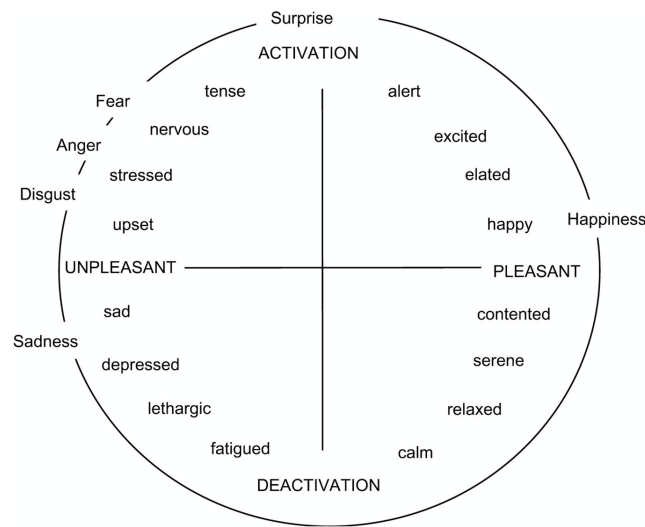 Surprise
ACTIVATION
tense
alert
Fear
nervous
excited
Anger
stressed
elated
Disgust
upset
happy
Happiness
UNPLEASANT
PLEASANT
sad
contented
Sadness
depressed
serene
lethargic
relaxed
fatigued
calm
DEACTIVATION